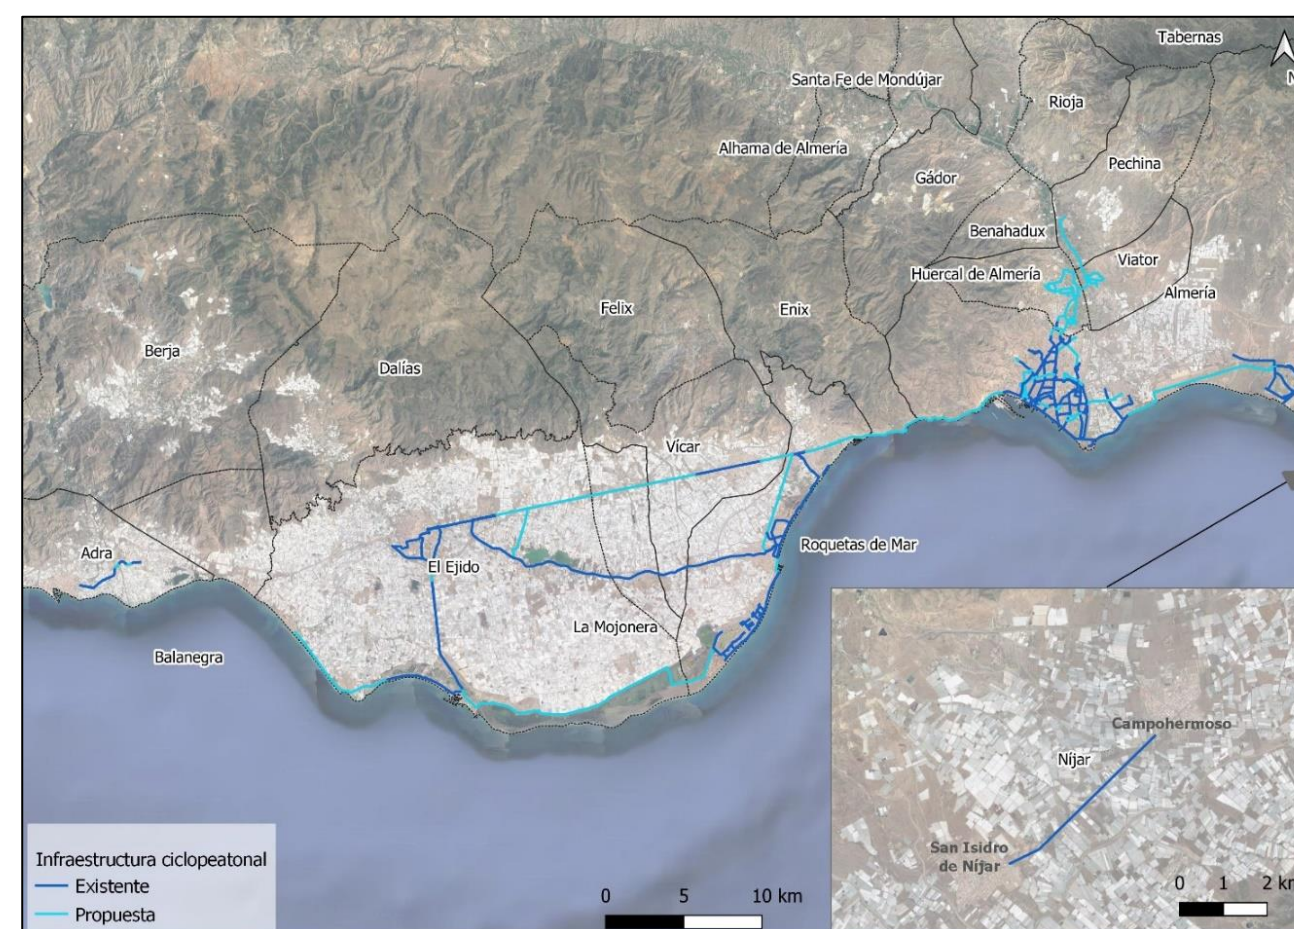 Tabernas
N
Santa Fe de Mondújar
Rioja
Alhama de Almería
Pechina
Gádor
Benahadux
Viator
Huercal de Almería
Almería
Felix
Enix
Berja
Dalías
Vícar
Adra
El Ejido
Roquetas de Mar
La Mojonera
Balanegra
Campohermoso
Níjar
San Isidro
de Níjar
Infraestructura ciclopeatonal
Existente
Propuesta
0 5 10 km
0 1 2 km